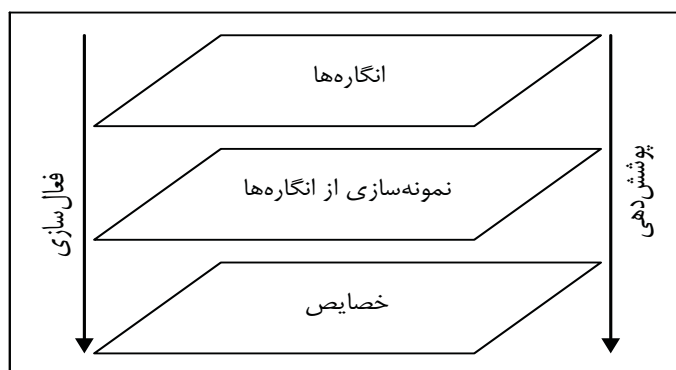 انگاره‌ها
نمونه‌سازی از انگاره‌ها
خصایص
پوشش‌دهی
فعال‌سازی